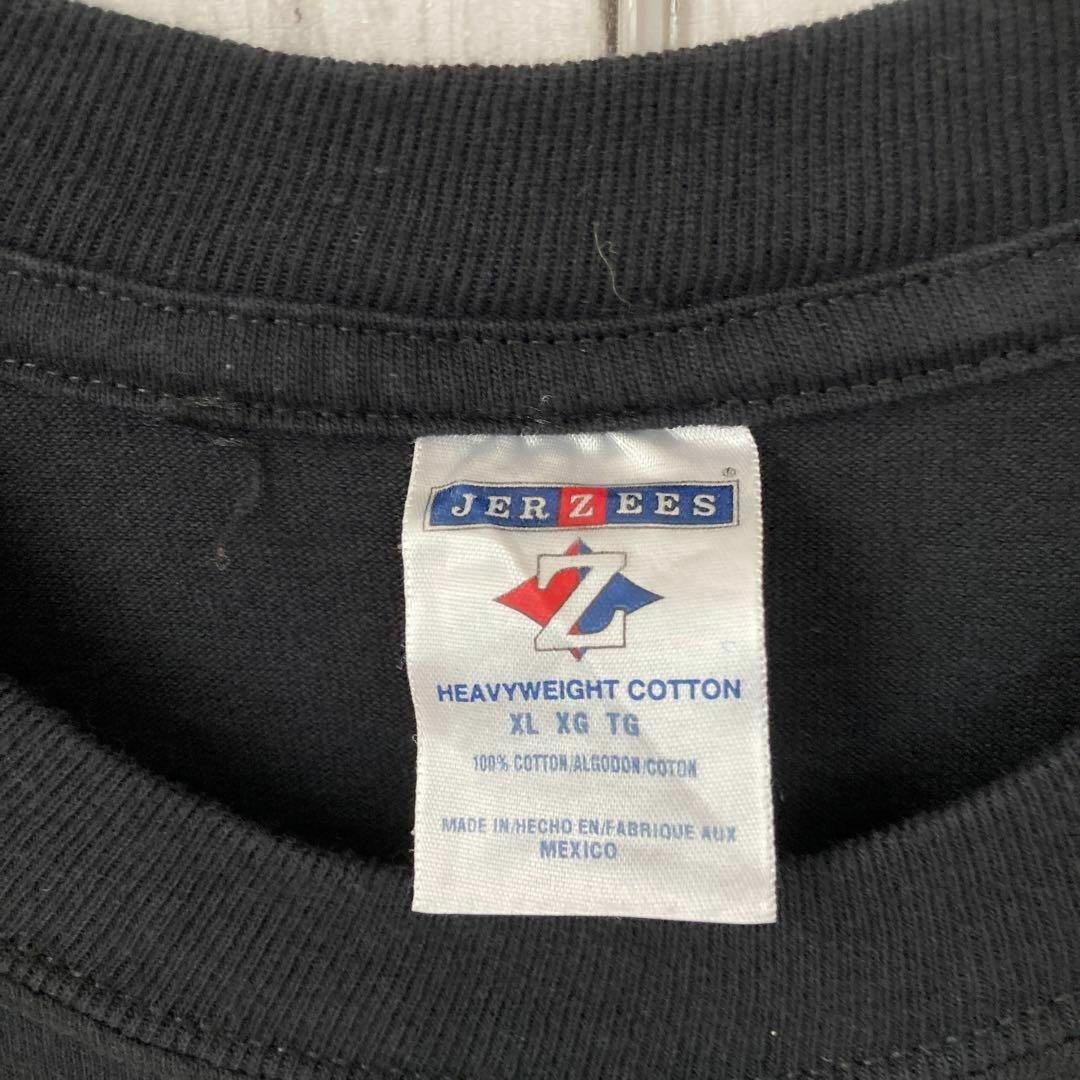 ®
JERZEES
Z
HEAVYWEIGHT COTTON
XL XG TG
100% COTTON/ALGODON/COTON
MADE IN/HECHO EN/FABRIQUE AUX
MEXICO